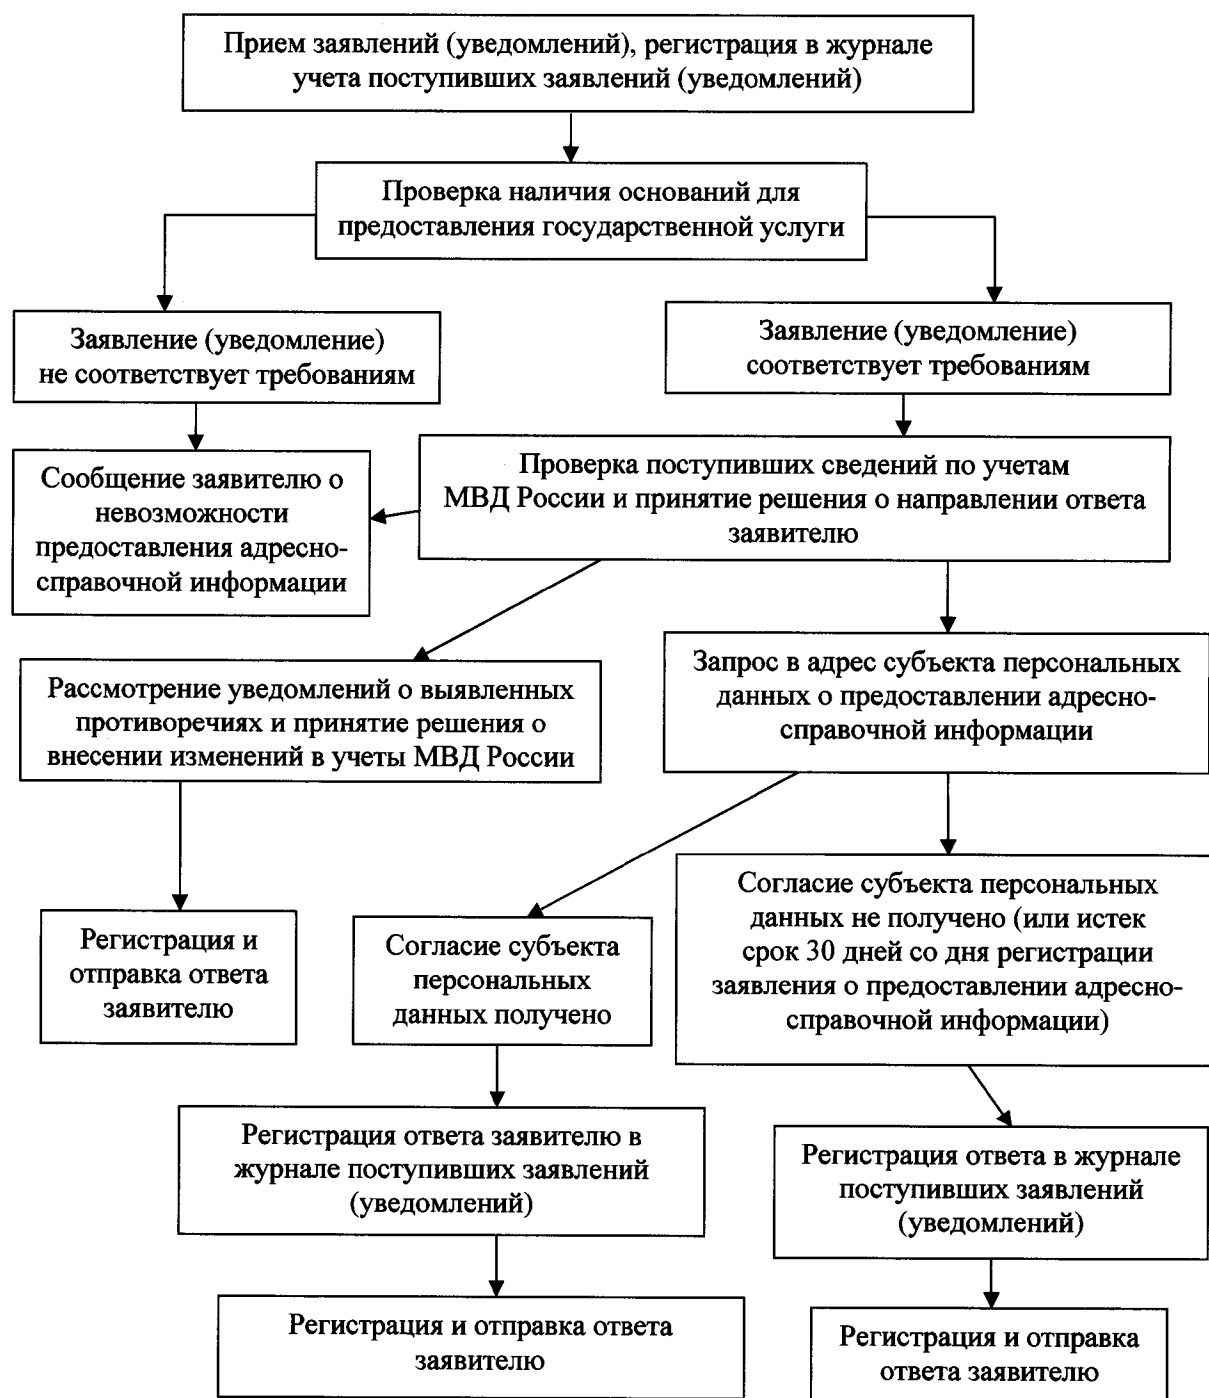 Прием заявлений (уведомлений), регистрация в журнале
учета поступивших заявлений (уведомлений)
Проверка наличия оснований для
предоставления государственной услуги
Заявление (уведомление)
не соответствует требованиям
Заявление (уведомление)
соответствует требованиям
Сообщение заявителю о
невозможности
предоставления адресно-
справочной информации
Проверка поступивших сведений по учетам
МВД России и принятие решения о направлении ответа
заявителю
Рассмотрение уведомлений о выявленных
противоречиях и принятие решения о
внесении изменений в учеты МВД России
Запрос в адрес субъекта персональных
данных о предоставлении адресно-
справочной информации
Регистрация и
отправка ответа
заявителю
Согласие субъекта
персональных
данных получено
Согласие субъекта персональных
данных не получено (или истек
срок 30 дней со дня регистрации
заявления о предоставлении адресно-
справочной информации)
Регистрация ответа заявителю в
журнале поступивших заявлений
(уведомлений)
Регистрация ответа в журнале
поступивших заявлений
(уведомлений)
Регистрация и отправка ответа
заявителю
Регистрация и отправка
ответа заявителю